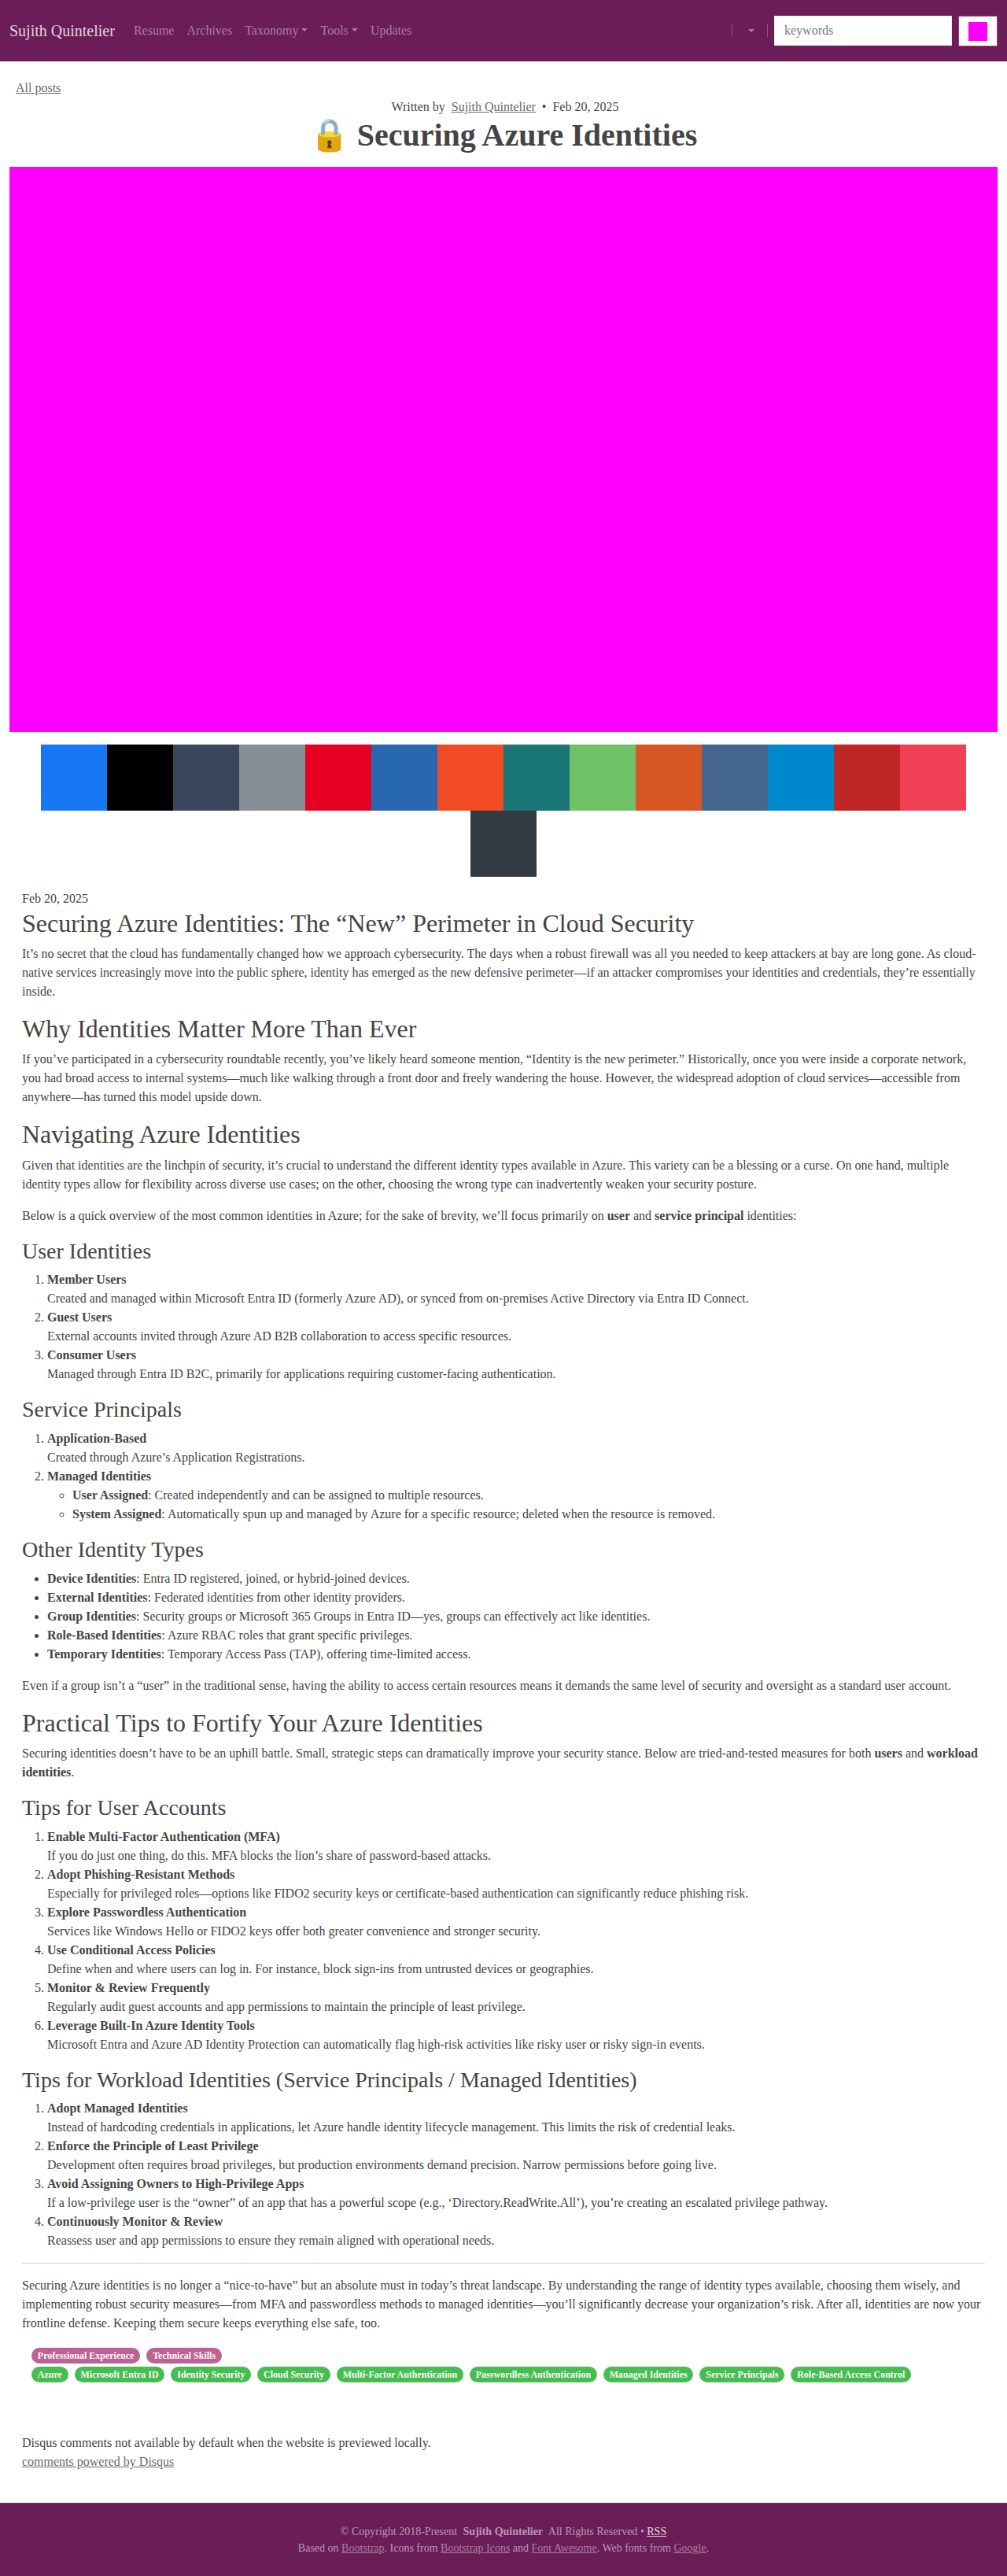 Sujith Quintelier Resume Archives Taxonomy Tools Updates keywords
All posts
Written by Sujith Quintelier • Feb 20, 2025
🔒 Securing Azure Identities
Feb 20, 2025
Securing Azure Identities: The “New” Perimeter in Cloud Security
It’s no secret that the cloud has fundamentally changed how we approach cybersecurity. The days when a robust firewall was all you needed to keep attackers at bay are long gone. As cloud-
native services increasingly move into the public sphere, identity has emerged as the new defensive perimeter—if an attacker compromises your identities and credentials, they’re essentially
inside.
Why Identities Matter More Than Ever
If you’ve participated in a cybersecurity roundtable recently, you’ve likely heard someone mention, “Identity is the new perimeter.” Historically, once you were inside a corporate network,
you had broad access to internal systems—much like walking through a front door and freely wandering the house. However, the widespread adoption of cloud services—accessible from
anywhere—has turned this model upside down.
Navigating Azure Identities
Given that identities are the linchpin of security, it’s crucial to understand the different identity types available in Azure. This variety can be a blessing or a curse. On one hand, multiple
identity types allow for flexibility across diverse use cases; on the other, choosing the wrong type can inadvertently weaken your security posture.
Below is a quick overview of the most common identities in Azure; for the sake of brevity, we’ll focus primarily on user and service principal identities:
User Identities
1. Member Users
Created and managed within Microsoft Entra ID (formerly Azure AD), or synced from on-premises Active Directory via Entra ID Connect.
2. Guest Users
External accounts invited through Azure AD B2B collaboration to access specific resources.
3. Consumer Users
Managed through Entra ID B2C, primarily for applications requiring customer-facing authentication.
Service Principals
1. Application-Based
Created through Azure’s Application Registrations.
2. Managed Identities
◦ User Assigned: Created independently and can be assigned to multiple resources.
◦ System Assigned: Automatically spun up and managed by Azure for a specific resource; deleted when the resource is removed.
Other Identity Types
• Device Identities: Entra ID registered, joined, or hybrid-joined devices.
• External Identities: Federated identities from other identity providers.
• Group Identities: Security groups or Microsoft 365 Groups in Entra ID—yes, groups can effectively act like identities.
• Role-Based Identities: Azure RBAC roles that grant specific privileges.
• Temporary Identities: Temporary Access Pass (TAP), offering time-limited access.
Even if a group isn’t a “user” in the traditional sense, having the ability to access certain resources means it demands the same level of security and oversight as a standard user account.
Practical Tips to Fortify Your Azure Identities
Securing identities doesn’t have to be an uphill battle. Small, strategic steps can dramatically improve your security stance. Below are tried-and-tested measures for both users and workload
identities.
Tips for User Accounts
1. Enable Multi-Factor Authentication (MFA)
If you do just one thing, do this. MFA blocks the lion’s share of password-based attacks.
2. Adopt Phishing-Resistant Methods
Especially for privileged roles—options like FIDO2 security keys or certificate-based authentication can significantly reduce phishing risk.
3. Explore Passwordless Authentication
Services like Windows Hello or FIDO2 keys offer both greater convenience and stronger security.
4. Use Conditional Access Policies
Define when and where users can log in. For instance, block sign-ins from untrusted devices or geographies.
5. Monitor & Review Frequently
Regularly audit guest accounts and app permissions to maintain the principle of least privilege.
6. Leverage Built-In Azure Identity Tools
Microsoft Entra and Azure AD Identity Protection can automatically flag high-risk activities like risky user or risky sign-in events.
Tips for Workload Identities (Service Principals / Managed Identities)
1. Adopt Managed Identities
Instead of hardcoding credentials in applications, let Azure handle identity lifecycle management. This limits the risk of credential leaks.
2. Enforce the Principle of Least Privilege
Development often requires broad privileges, but production environments demand precision. Narrow permissions before going live.
3. Avoid Assigning Owners to High-Privilege Apps
If a low-privilege user is the “owner” of an app that has a powerful scope (e.g., ‘Directory.ReadWrite.All’), you’re creating an escalated privilege pathway.
4. Continuously Monitor & Review
Reassess user and app permissions to ensure they remain aligned with operational needs.
Securing Azure identities is no longer a “nice-to-have” but an absolute must in today’s threat landscape. By understanding the range of identity types available, choosing them wisely, and
implementing robust security measures—from MFA and passwordless methods to managed identities—you’ll significantly decrease your organization’s risk. After all, identities are now your
frontline defense. Keeping them secure keeps everything else safe, too.
Professional Experience Technical Skills
Azure Microsoft Entra ID Identity Security Cloud Security Multi-Factor Authentication Passwordless Authentication Managed Identities Service Principals Role-Based Access Control
Disqus comments not available by default when the website is previewed locally.
comments powered by Disqus
© Copyright 2018-Present Sujith Quintelier All Rights Reserved • RSS
Based on Bootstrap. Icons from Bootstrap Icons and Font Awesome. Web fonts from Google.